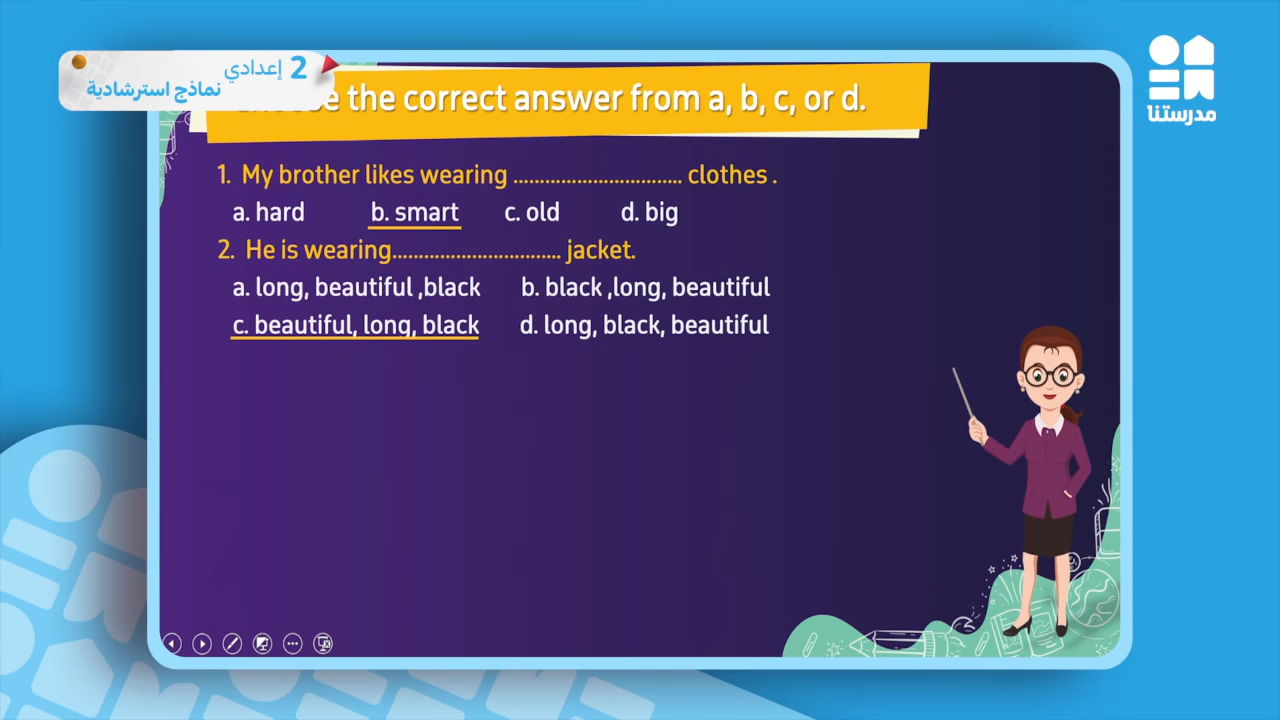 2 إعدادي
نماذج استرشادية
مدرستنا
the correct answer from a, b, c, or d.
1. My brother likes wearing ................................ clothes .
a. hard b. smart c. old d. big
2. He is wearing................................ jacket.
a. long, beautiful ,black b. black ,long, beautiful
c. beautiful, long, black d. long, black, beautiful